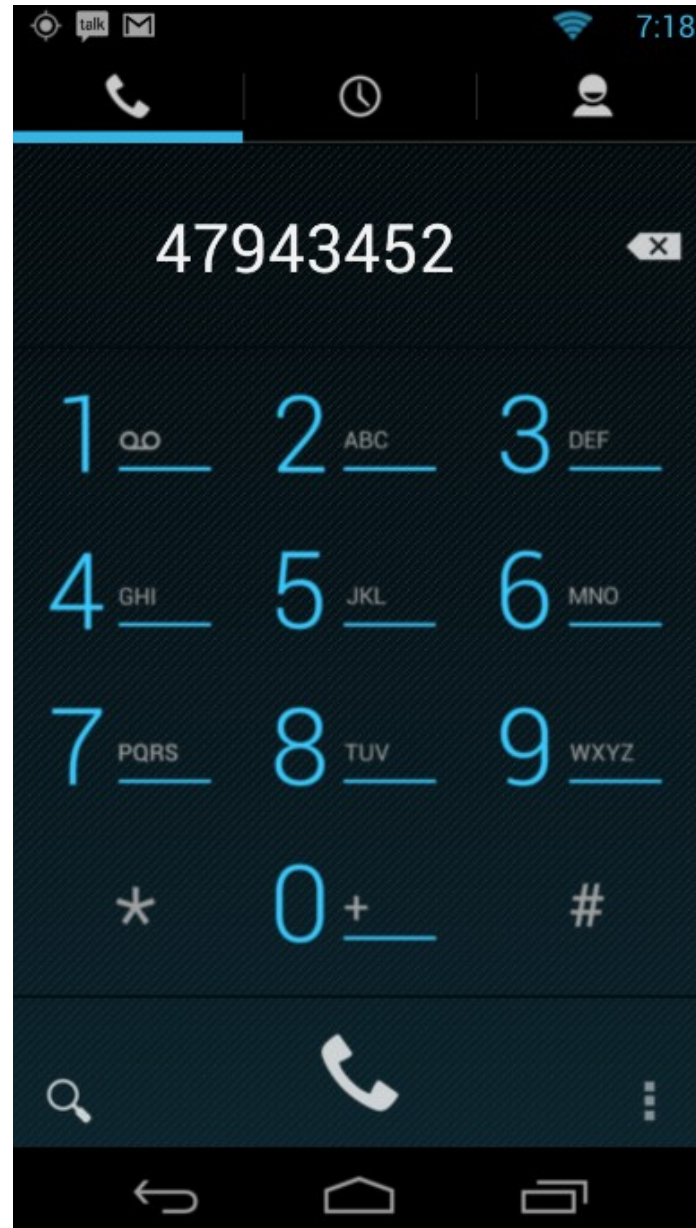 talk 7:18
47943452
1 2 ABC 3 DEF
4 GHI 5 JKL 6 MNO
7 PQRS 8 TUV 9 WXYZ
* 0 + #